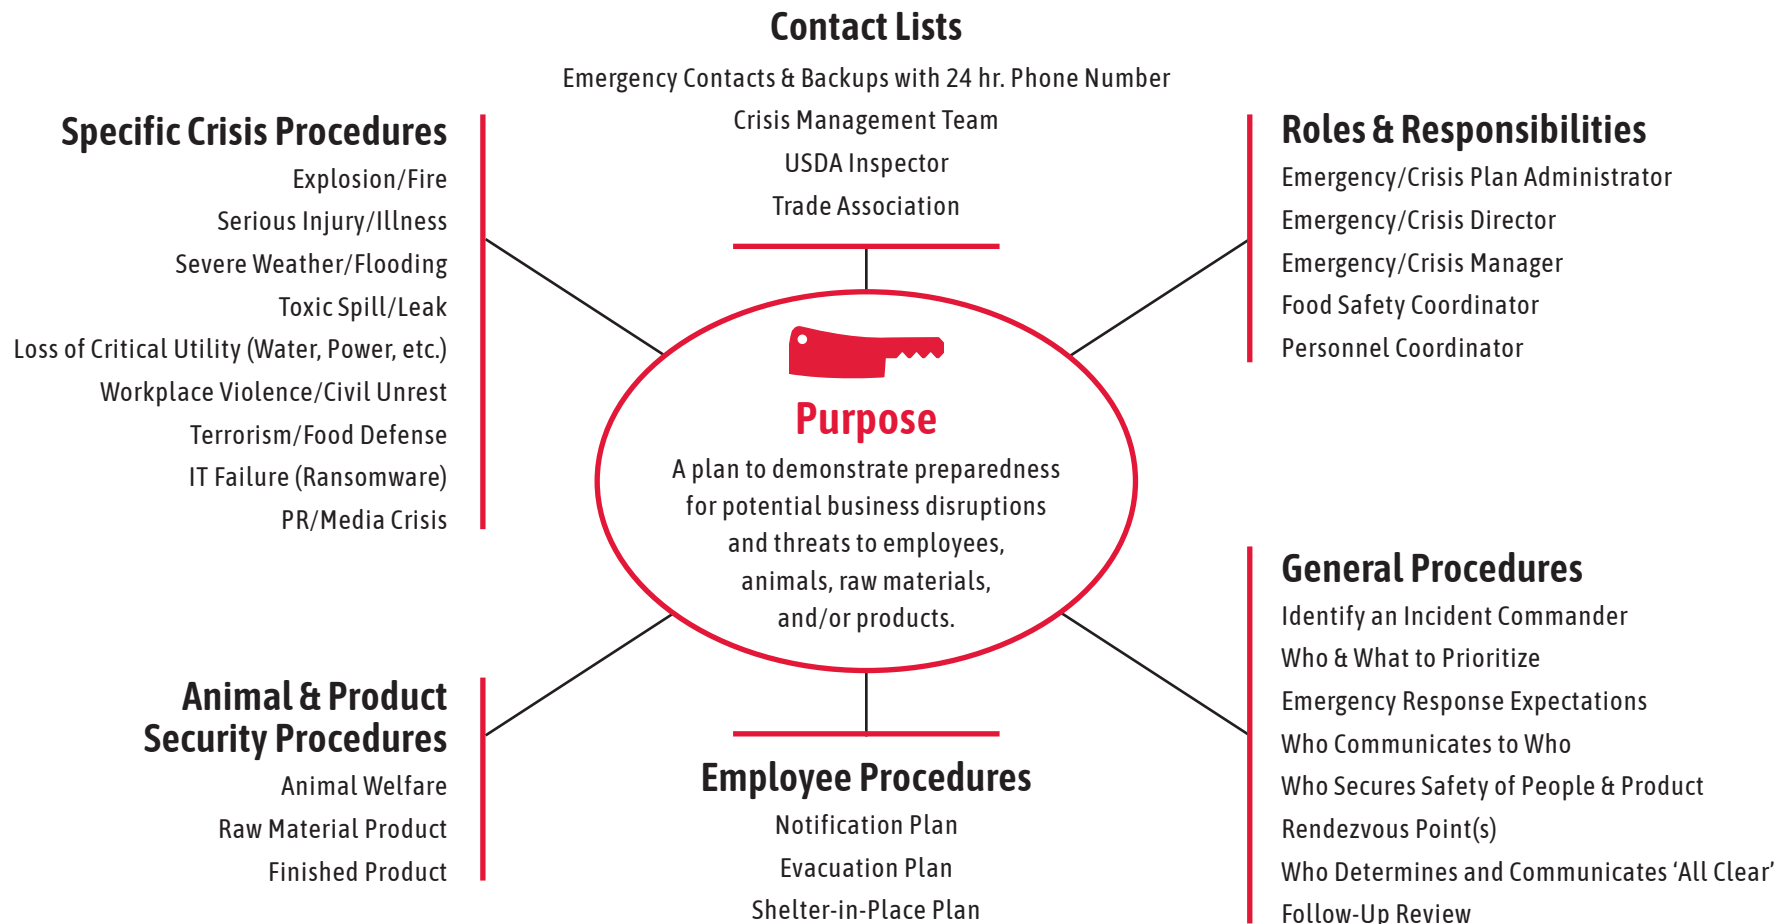 Contact Lists
Emergency Contacts & Backups with 24 hr. Phone Number
Crisis Management Team
USDA Inspector
Trade Association
Specific Crisis Procedures
Explosion/Fire
Serious Injury/Illness
Severe Weather/Flooding
Toxic Spill/Leak
Loss of Critical Utility (Water, Power, etc.)
Workplace Violence/Civil Unrest
Terrorism/Food Defense
IT Failure (Ransomware)
PR/Media Crisis
Roles & Responsibilities
Emergency/Crisis Plan Administrator
Emergency/Crisis Director
Emergency/Crisis Manager
Food Safety Coordinator
Personnel Coordinator
Purpose
A plan to demonstrate preparedness
for potential business disruptions
and threats to employees,
animals, raw materials,
and/or products.
Animal & Product
Security Procedures
Animal Welfare
Raw Material Product
Finished Product
Employee Procedures
Notification Plan
Evacuation Plan
Shelter-in-Place Plan
General Procedures
Identify an Incident Commander
Who & What to Prioritize
Emergency Response Expectations
Who Communicates to Who
Who Secures Safety of People & Product
Rendezvous Point(s)
Who Determines and Communicates ‘All Clear’
Follow-Up Review